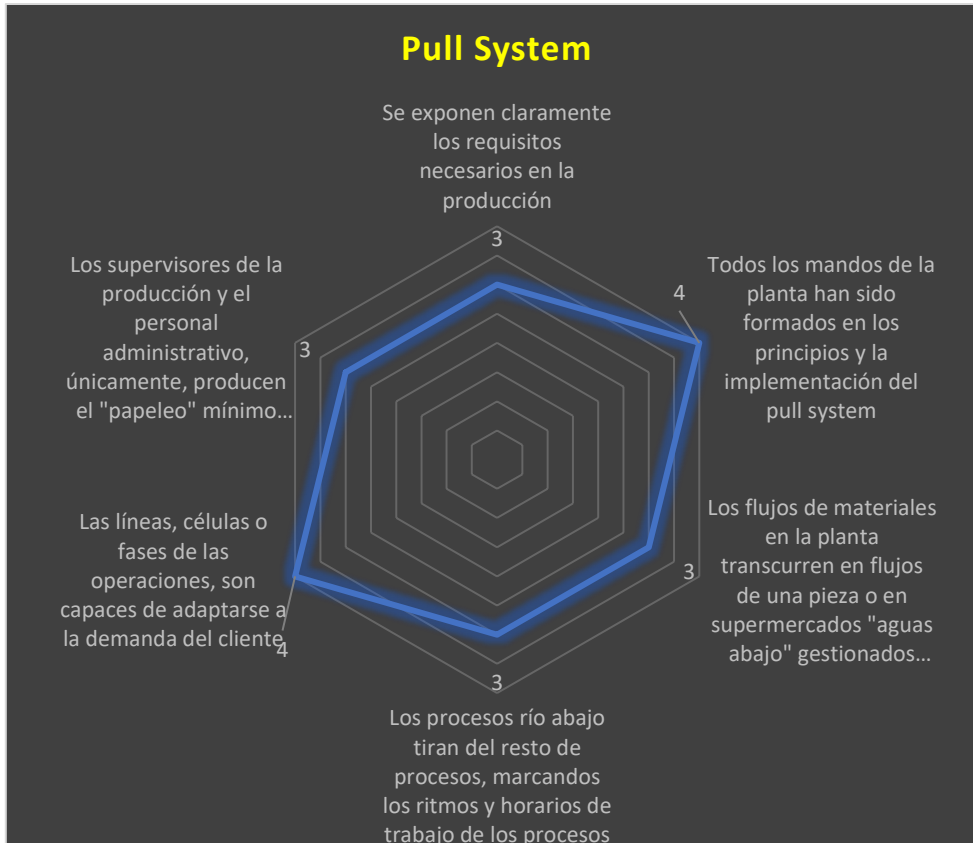 Pull System
Se exponen claramente
los requisitos
necesarios en la
producción
3
Todos los mandos de la
planta han sido
formados en los
principios y la
implementación del
pull system
4
Los flujos de materiales
en la planta
transcurren en flujos
de una pieza o en
supermercados "aguas
abajo" gestionados...
3
Los procesos río abajo
tiran del resto de
procesos, marcandos
los ritmos y horarios de
trabajo de los procesos
3
Las líneas, células o
fases de las
operaciones, son
capaces de adaptarse a
la demanda del cliente
4
Los supervisores de la
producción y el
personal
administrativo,
únicamente, producen
el "papeleo" mínimo...
3